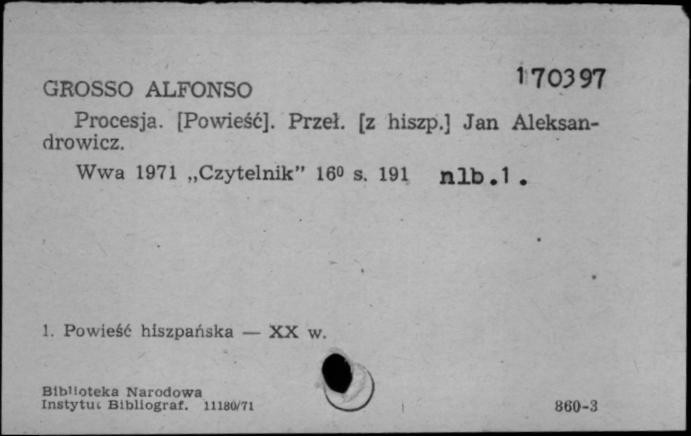 170397
GROSSO ALFONSO
Procesja. [Powieść]. Przeł. [z hiszp.] Jan Aleksan-
drowicz.
Wwa 1971 „Czytelnik” 16⁰ s. 191 nlb.1.
1. Powieść hiszpańska — XX w.
Biblioteka Narodowa
Instytut Bibliograf. 11180/71
860-3